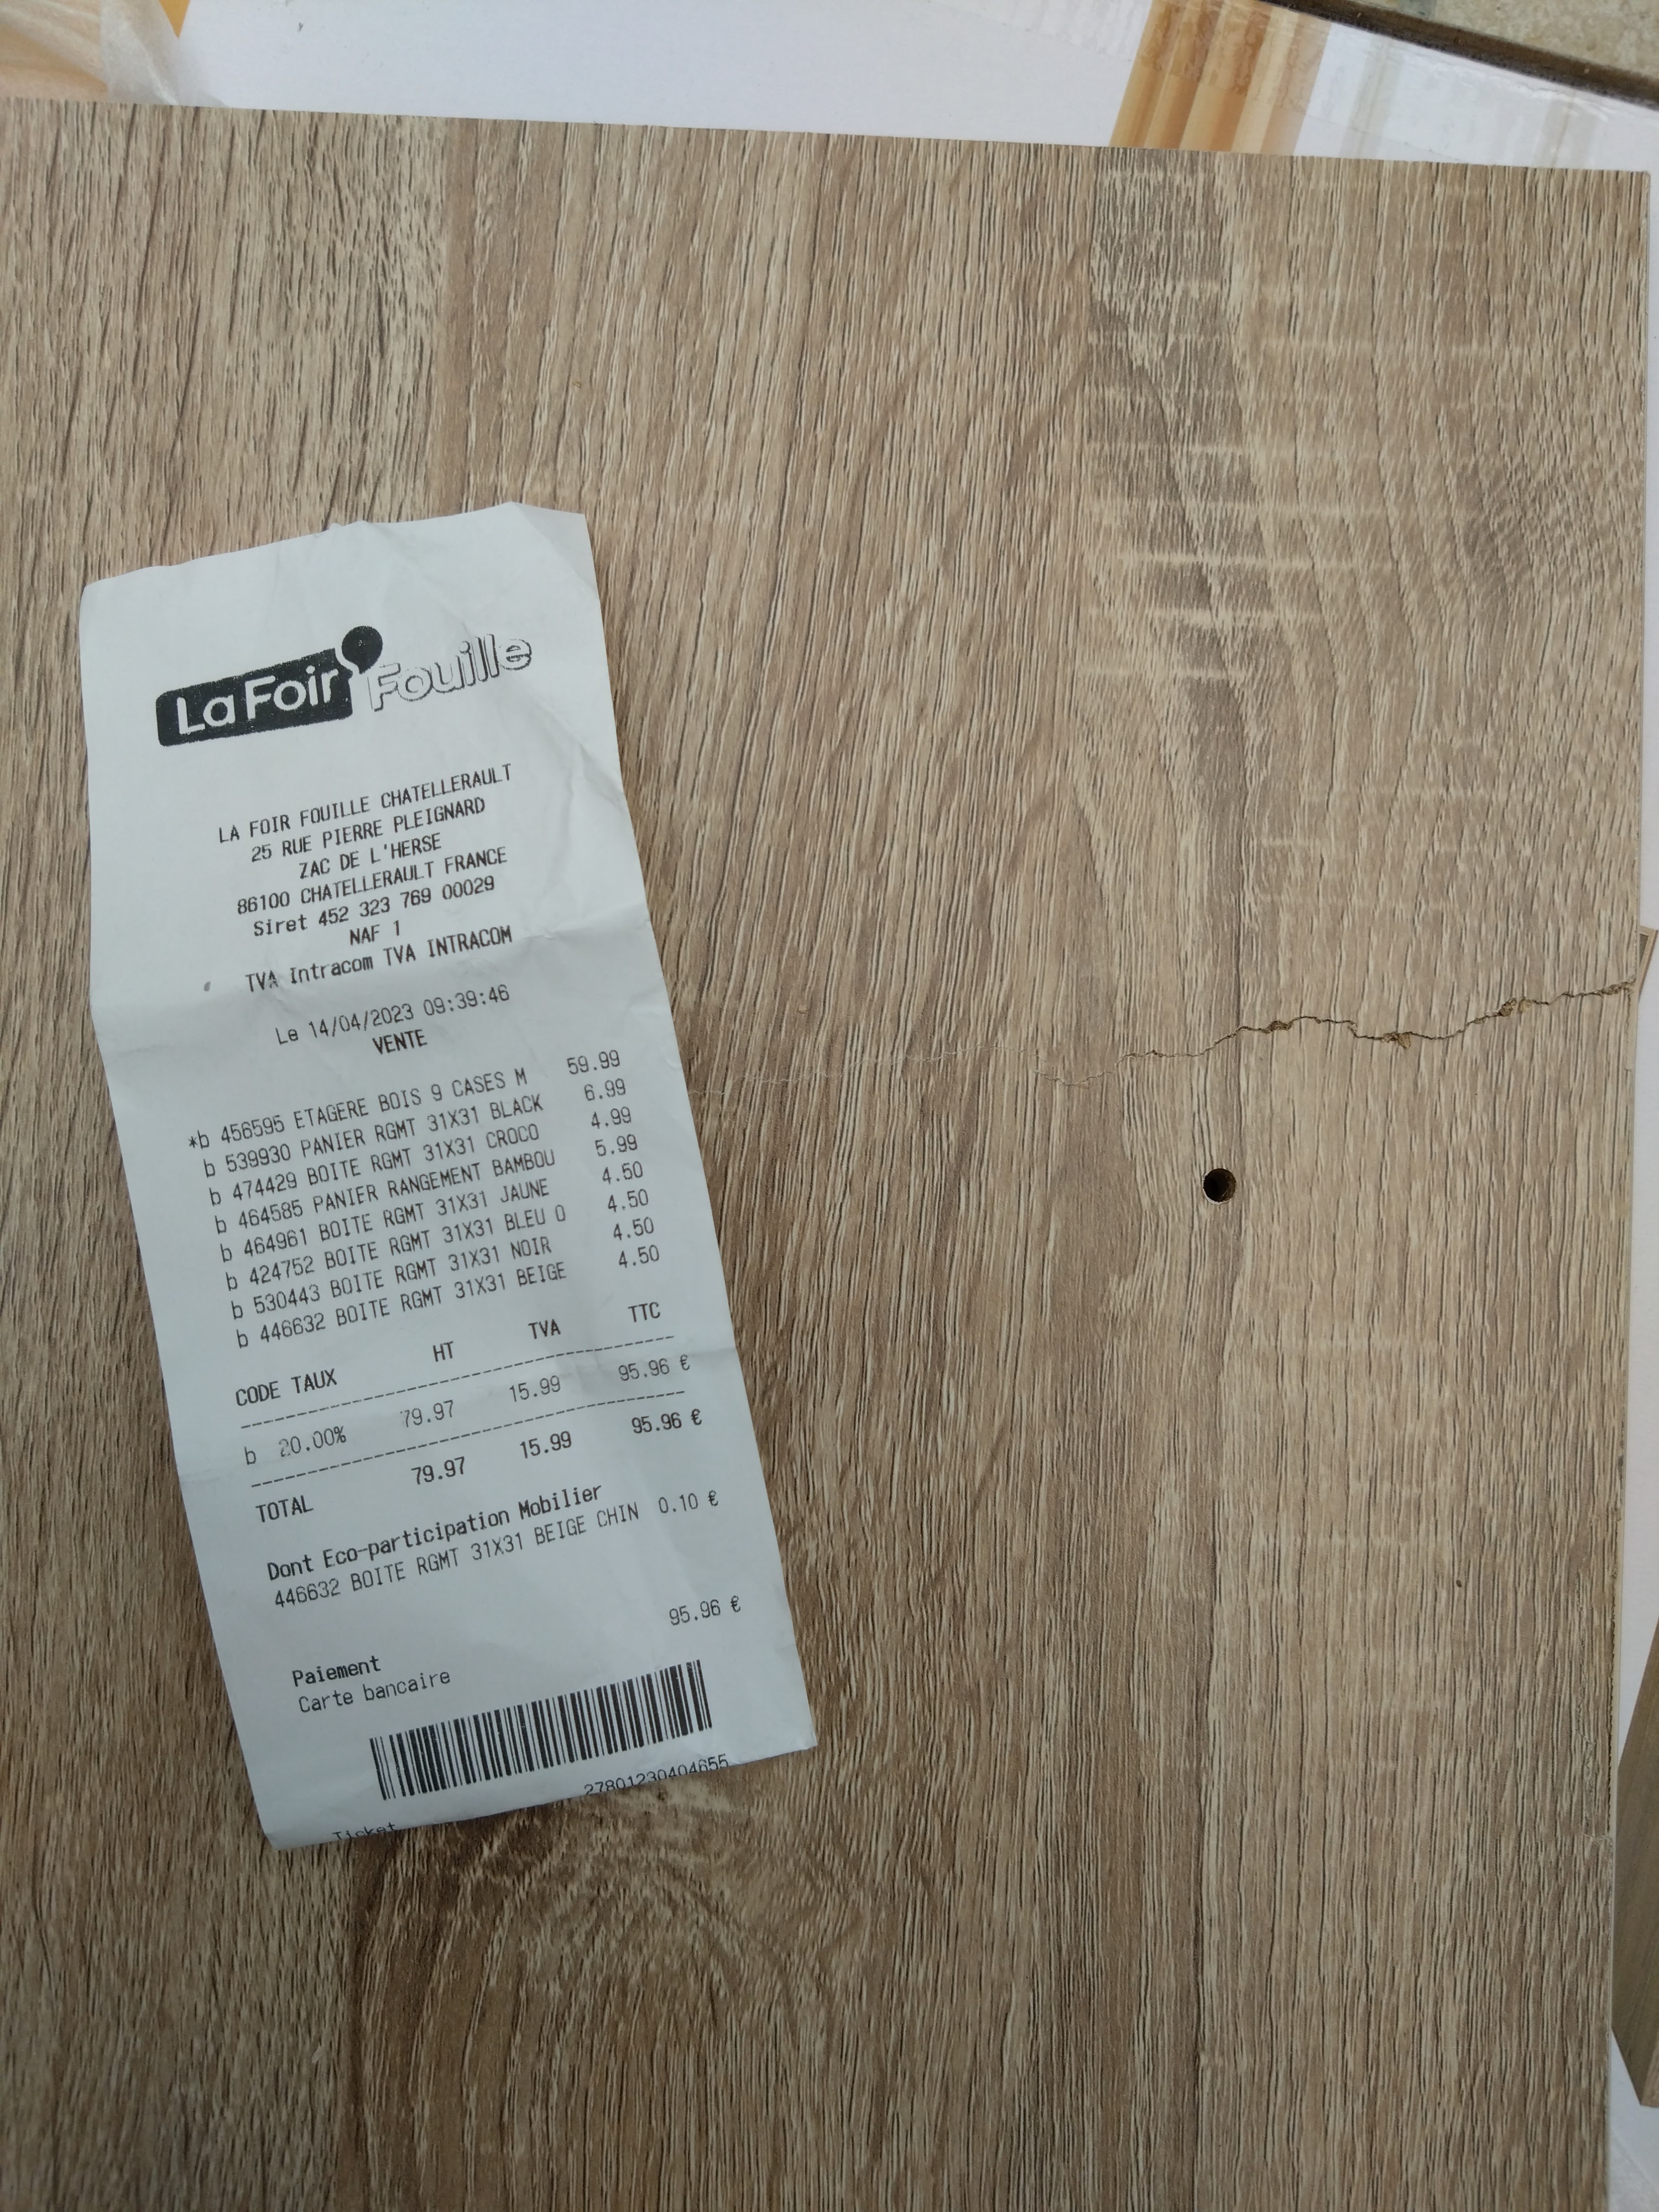 La Foir'Fouille
LA FOIR FOUILLE CHATELLERAULT
25 RUE PIERRE PLEIGNARD
ZAC DE L'HERSE
86100 CHATELLERAULT FRANCE
Siret 452 323 769 00029
NAF 1
TVA Intracom TVA INTRACOM
Le 14/04/2023 09:39:46
VENTE
*b 456595 ETAGERE BOIS 9 CASES M 59.99
b 539930 PANIER RGMT 31X31 BLACK 6.99
b 474429 BOITE RGMT 31X31 CROCO 4.99
b 464585 PANIER RANGEMENT BAMBOU 5.99
b 464961 BOITE RGMT 31X31 JAUNE 4.50
b 424752 BOITE RGMT 31X31 BLEU O 4.50
b 530443 BOITE RGMT 31X31 NOIR 4.50
b 446632 BOITE RGMT 31X31 BEIGE 4.50
CODE TAUX HT TVA TTC
b 20.00% 79.97 15.99 95.96 €
TOTAL 79.97 15.99 95.96 €
Dont Eco-participation Mobilier
446632 BOITE RGMT 31X31 BEIGE CHIN 0.10 €
95.96 €
Paiement
Carte bancaire
27801230404655
Ticket